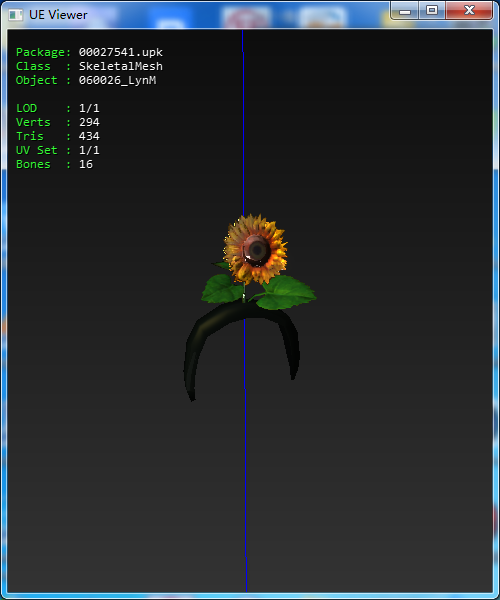 UE Viewer
Package: 00027541.upk
Class : SkeletalMesh
Object : 060026_LynM
LOD : 1/1
Verts : 294
Tris : 434
UV Set : 1/1
Bones : 16